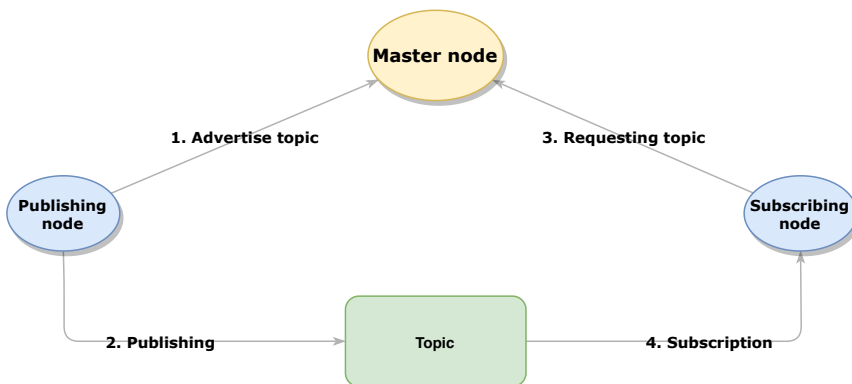 Master node
1. Advertise topic
3. Requesting topic
Publishing
node
Subscribing
node
2. Publishing
Topic
4. Subscription